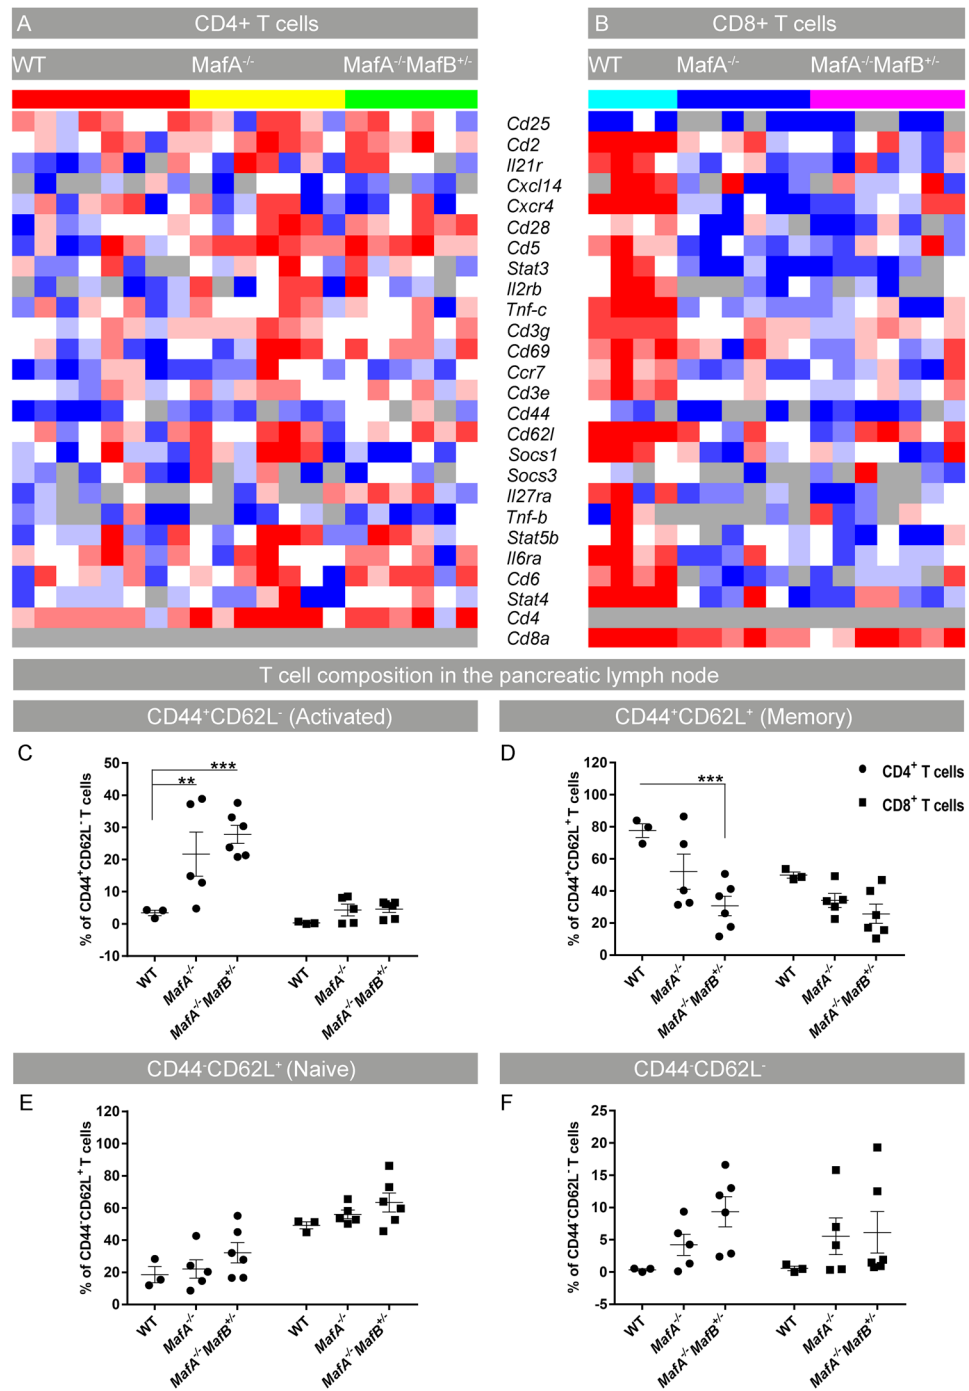 A CD4+ T cells
B CD8+ T cells
WT MafA-/- MafA-/-MafB+/-
WT MafA-/- MafA-/-MafB+/-
Cd25
Cd2
Il21r
Cxcl14
Cxcr4
Cd28
Cd5
Stat3
Il2rb
Tnf-c
Cd3g
Cd69
Ccr7
Cd3e
Cd44
Cd62l
Socs1
Socs3
Il27ra
Tnf-b
Stat5b
Il6ra
Cd6
Stat4
Cd4
Cd8a
T cell composition in the pancreatic lymph node
CD44+CD62L- (Activated)
C
% of CD44+CD62L- T cells
50
40
30
20
10
0
-10
**
***
WT
MafA-/-
MafA-/-MafB+/-
WT
MafA-/-
MafA-/-MafB+/-
CD44+CD62L+ (Memory)
D
% of CD44+CD62L+ T cells
120
100
80
60
40
20
0
***
CD4+ T cells
CD8+ T cells
WT
MafA-/-
MafA-/-MafB+/-
WT
MafA-/-
MafA-/-MafB+/-
CD44-CD62L+ (Naive)
E
% of CD44-CD62L+ T cells
120
100
80
60
40
20
0
WT
MafA-/-
MafA-/-MafB+/-
WT
MafA-/-
MafA-/-MafB+/-
CD44-CD62L-
F
% of CD44-CD62L- T cells
25
20
15
10
5
0
-5
WT
MafA-/-
MafA-/-MafB+/-
WT
MafA-/-
MafA-/-MafB+/-